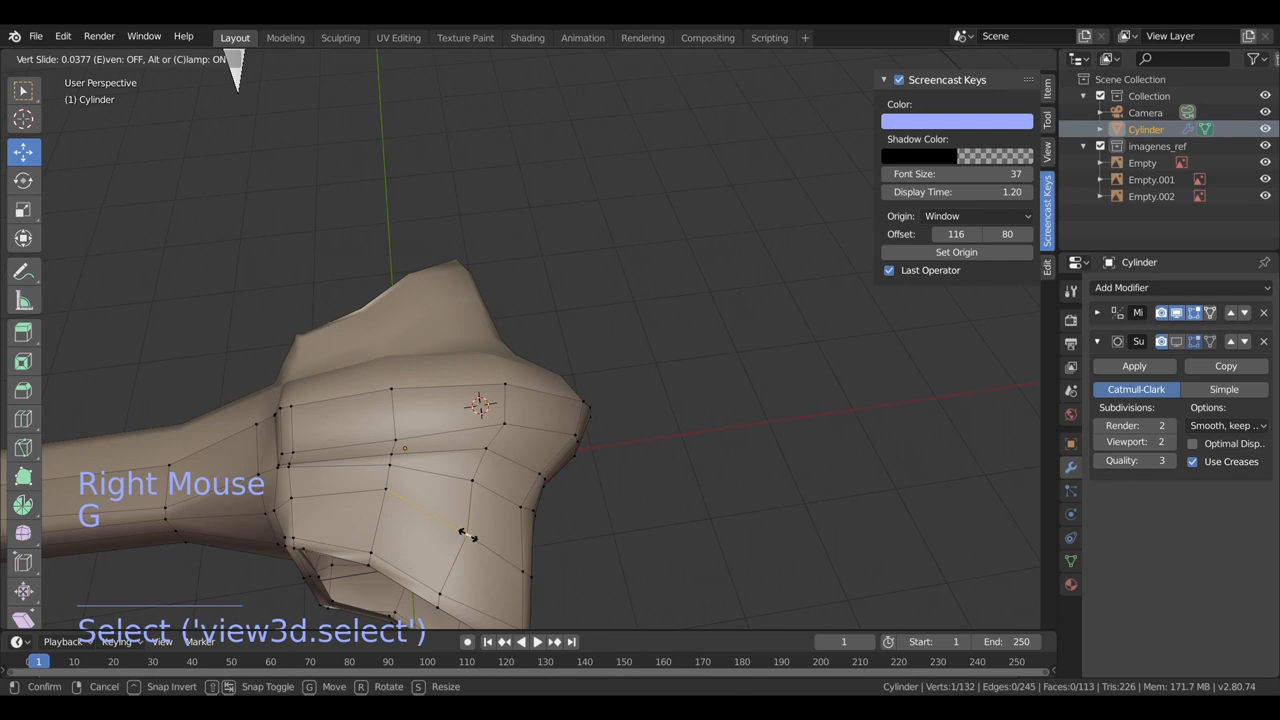 File Edit Render Window Help Layout Modeling Sculpting UV Editing Texture Paint Shading Animation Rendering Compositing Scripting + Scene View Layer
Vert Slide: 0.0377 (E)ven: OFF, Alt or (C)lamp: ON
User Perspective
(1) Cylinder
Screencast Keys
Color:
Shadow Color:
Font Size: 37
Display Time: 1.20
Origin: Window
Offset: 116 80
Set Origin
Last Operator
Item
Tool
View
Screencast Keys
Edit
Scene Collection
Collection
Camera
Cylinder
imagenes_ref
Empty
Empty.001
Empty.002
Cylinder
Add Modifier
Mi
Su
Apply Copy
Catmull-Clark Simple
Subdivisions: Options:
Render: 2 Smooth, keep ..
Viewport: 2 Optimal Disp..
Quality: 3 Use Creases
Right Mouse
G
Select ('view3d.select')
Playback Keying View Marker 1 Start: 1 End: 250
1 10 20 30 40 50 60 70 80 90 100 110 120 130 140 150 160 170 180 190 200 210 220 230 240 250
Confirm Cancel Snap Invert Snap Toggle G Move R Rotate S Resize Cylinder | Verts:1/132 | Edges:0/245 | Faces:0/113 | Tris:226 | Mem: 171.7 MB | v2.80.74